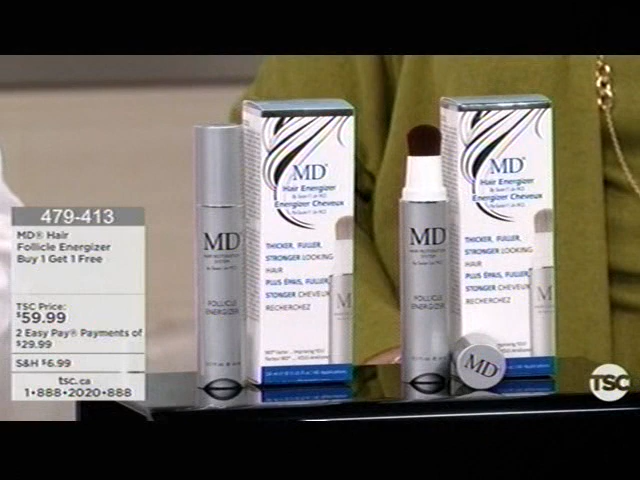 479-413
MD® Hair
Follicle Energizer
Buy 1 Get 1 Free
TSC Price:
$59.99
2 Easy Pay® Payments of
$29.99
S&H $6.99
tsc.ca
1•888•2020•888
MD
FOLLICLE
ENERGIZER
MD®
Hair Energizer
Energizer Cheveux
THICKER, FULLER,
STRONGER LOOKING
HAIR
PLUS ÉPAIS, FULLER,
STONGER CHEVEUX
RECHERCHEZ
MD
MD
FOLLICLE
ENERGIZER
MD
MD®
Hair Energizer
Energizer Cheveux
THICKER, FULLER,
STRONGER LOOKING
HAIR
PLUS ÉPAIS, FULLER,
STONGER CHEVEUX
RECHERCHEZ
TSC